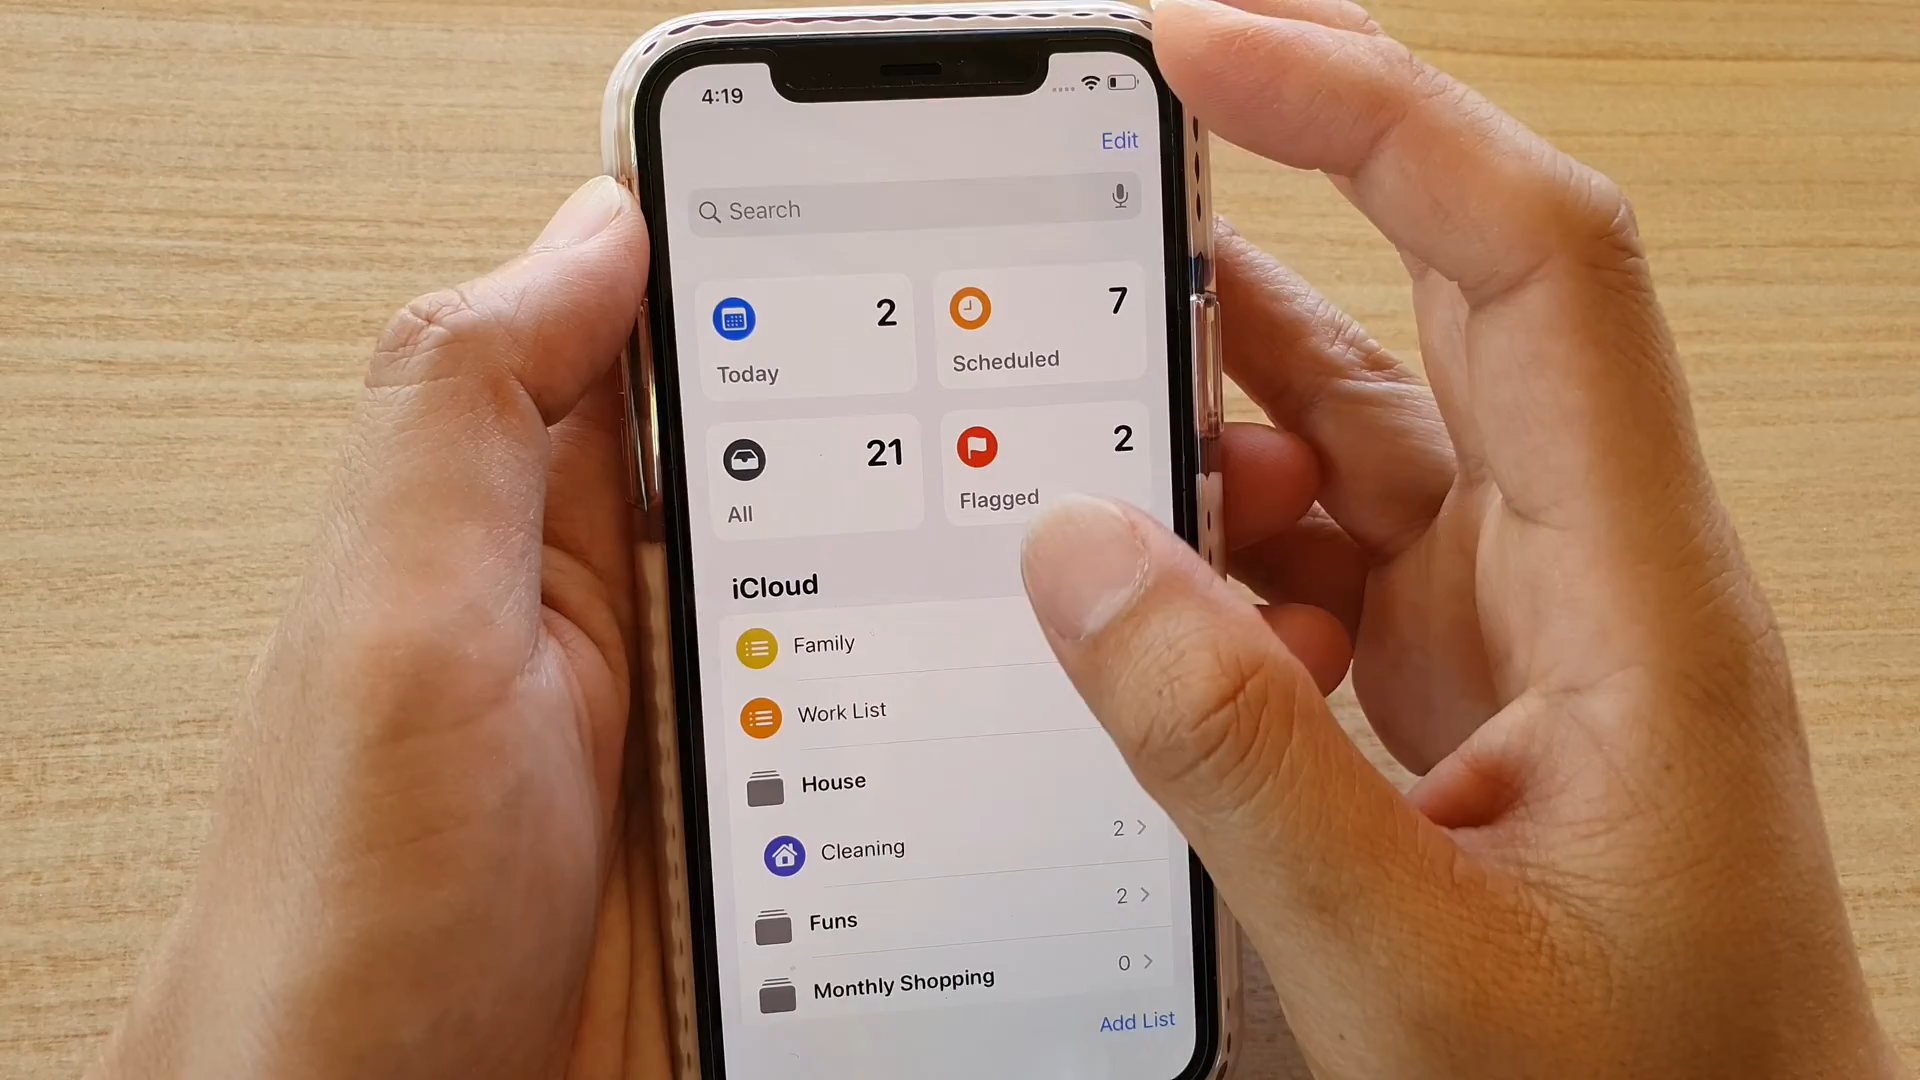 4:19
Edit
Search
2
7
Today
Scheduled
21
2
All
Flagged
iCloud
Family
Work List
House
Cleaning 2
Funs 2
Monthly Shopping 0
Add List